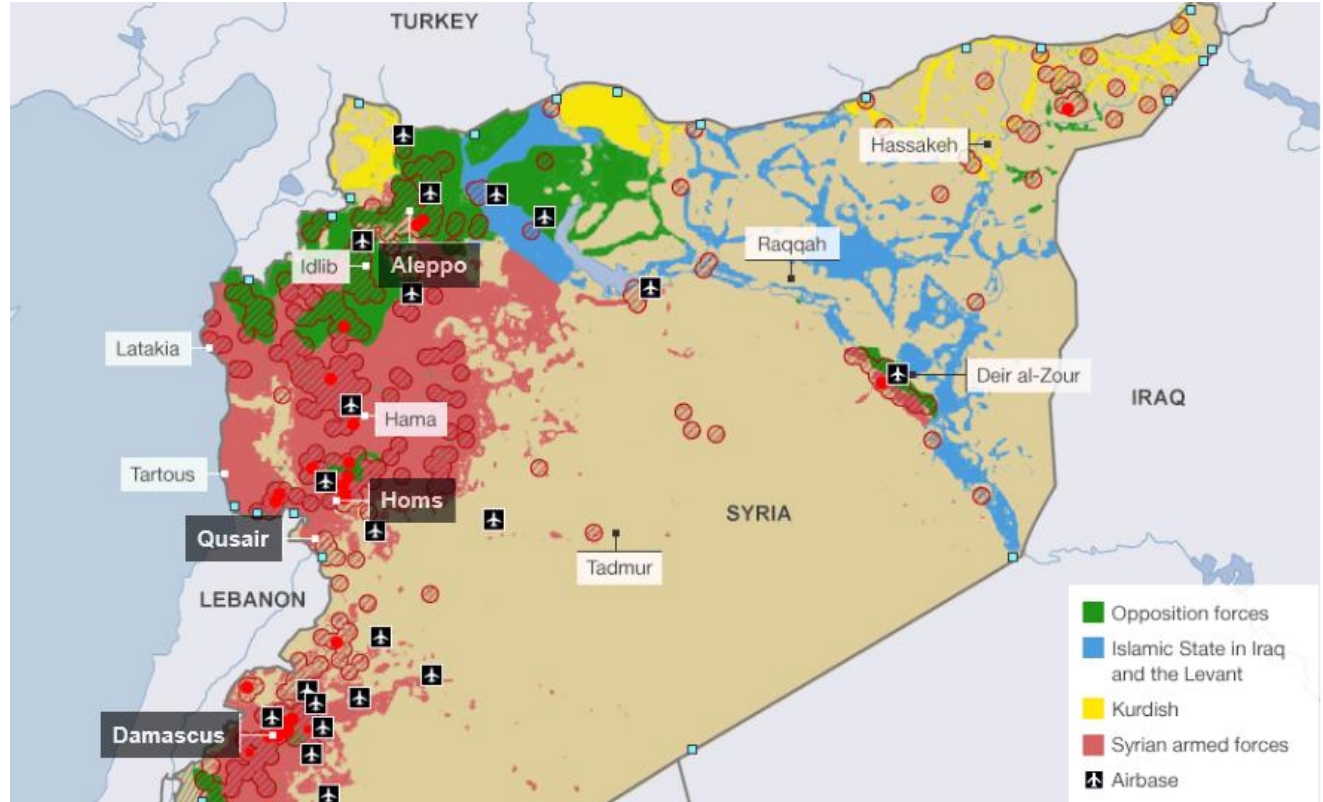 TURKEY
Hassakeh
Raqqah
Idlib
Aleppo
Latakia
Deir al-Zour
IRAQ
Hama
Tartous
Homs
SYRIA
Qusair
Tadmur
LEBANON
Damascus
Opposition forces
Islamic State in Iraq
and the Levant
Kurdish
Syrian armed forces
Airbase